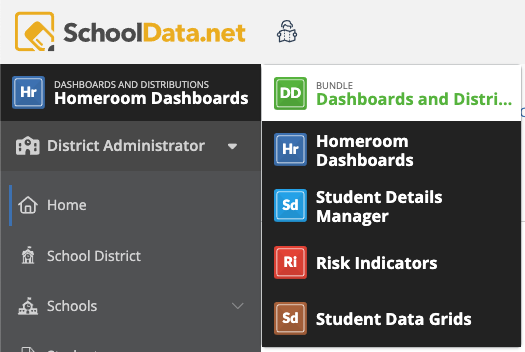 SchoolData.net
Hr
DASHBOARDS AND DISTRIBUTIONS
Homeroom Dashboards
District Administrator
Home
School District
Schools
DD
BUNDLE
Dashboards and Distri...
Hr
Homeroom
Dashboards
Sd
Student Details
Manager
Ri
Risk Indicators
Sd
Student Data Grids